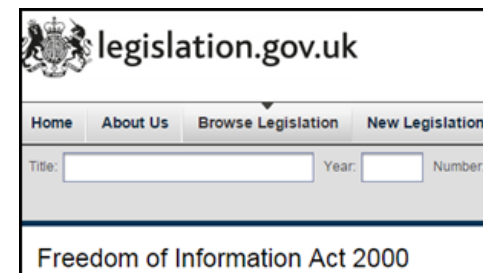 legislation.gov.uk
Home About Us Browse Legislation New Legislation
Title: Year: Number
Freedom of Information Act 2000